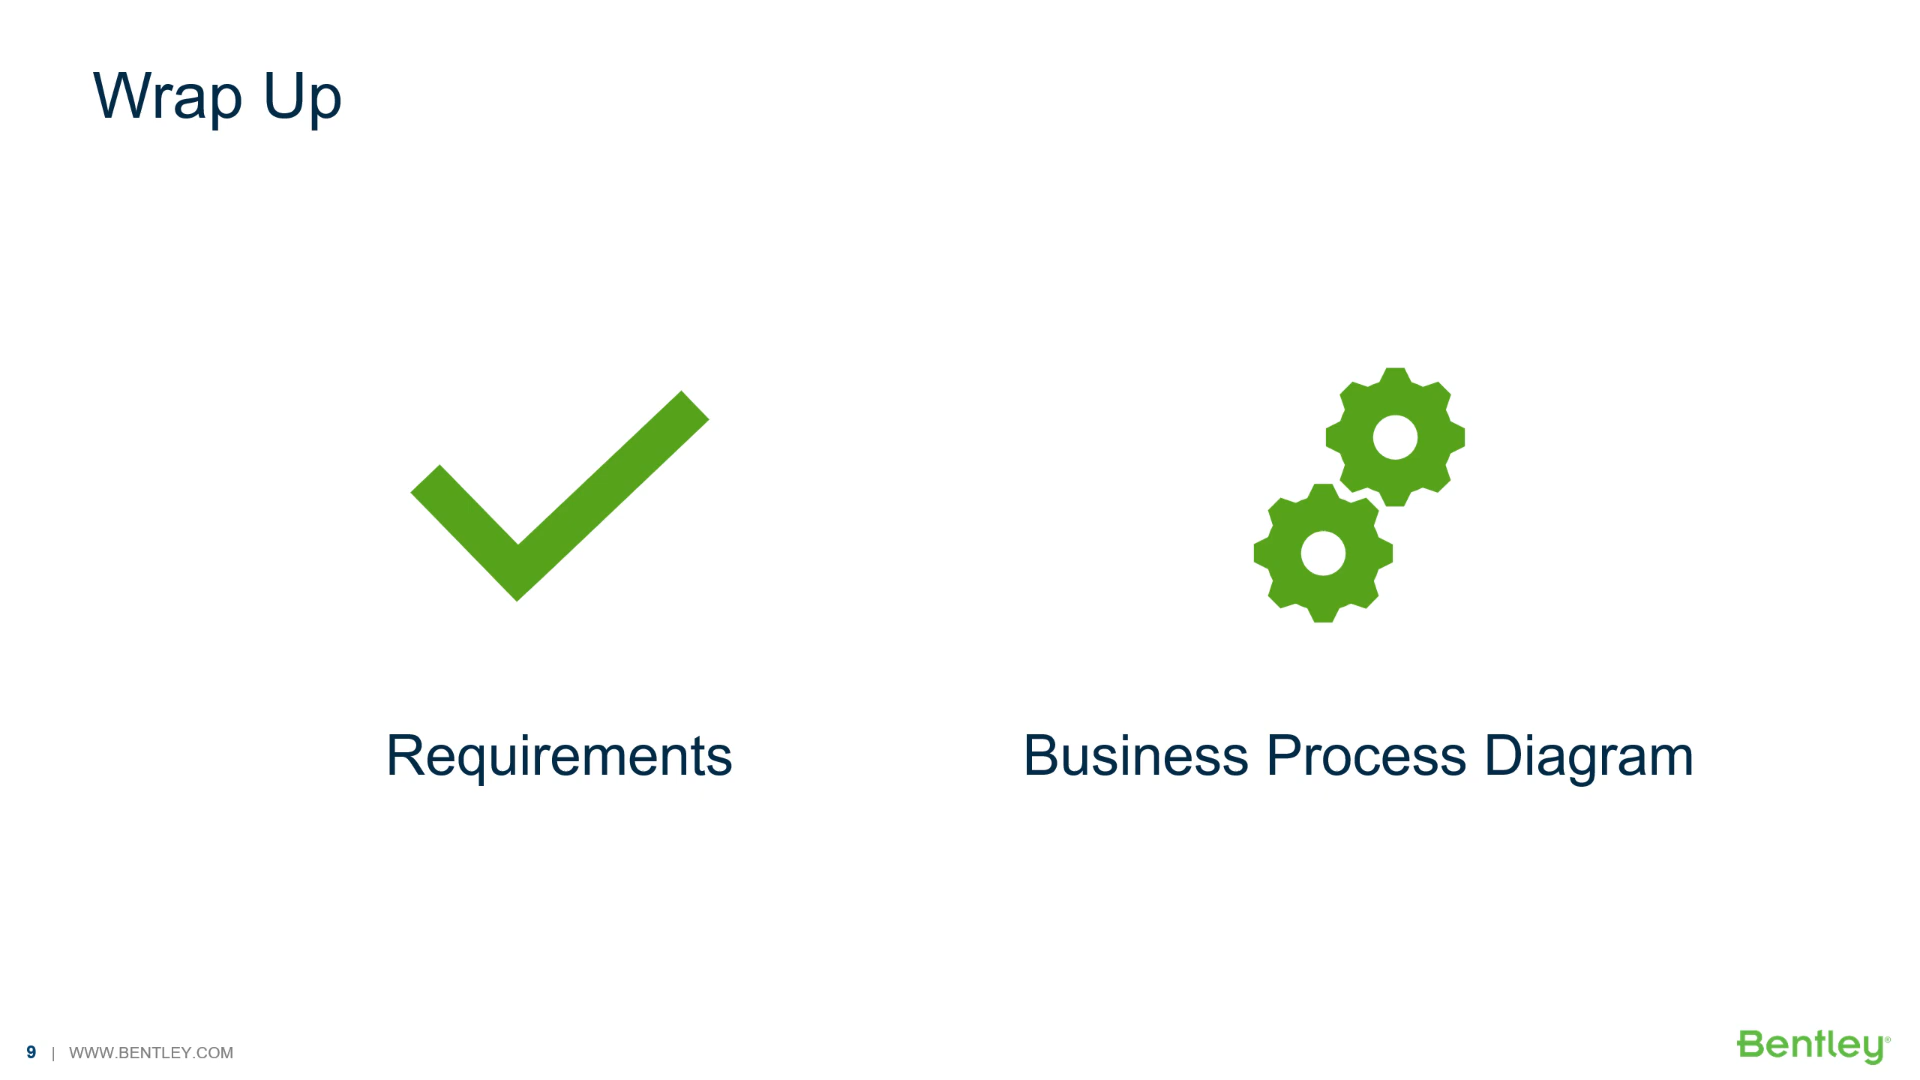 Wrap Up
Requirements
Business Process Diagram
9 | WWW.BENTLEY.COM
Bentley®